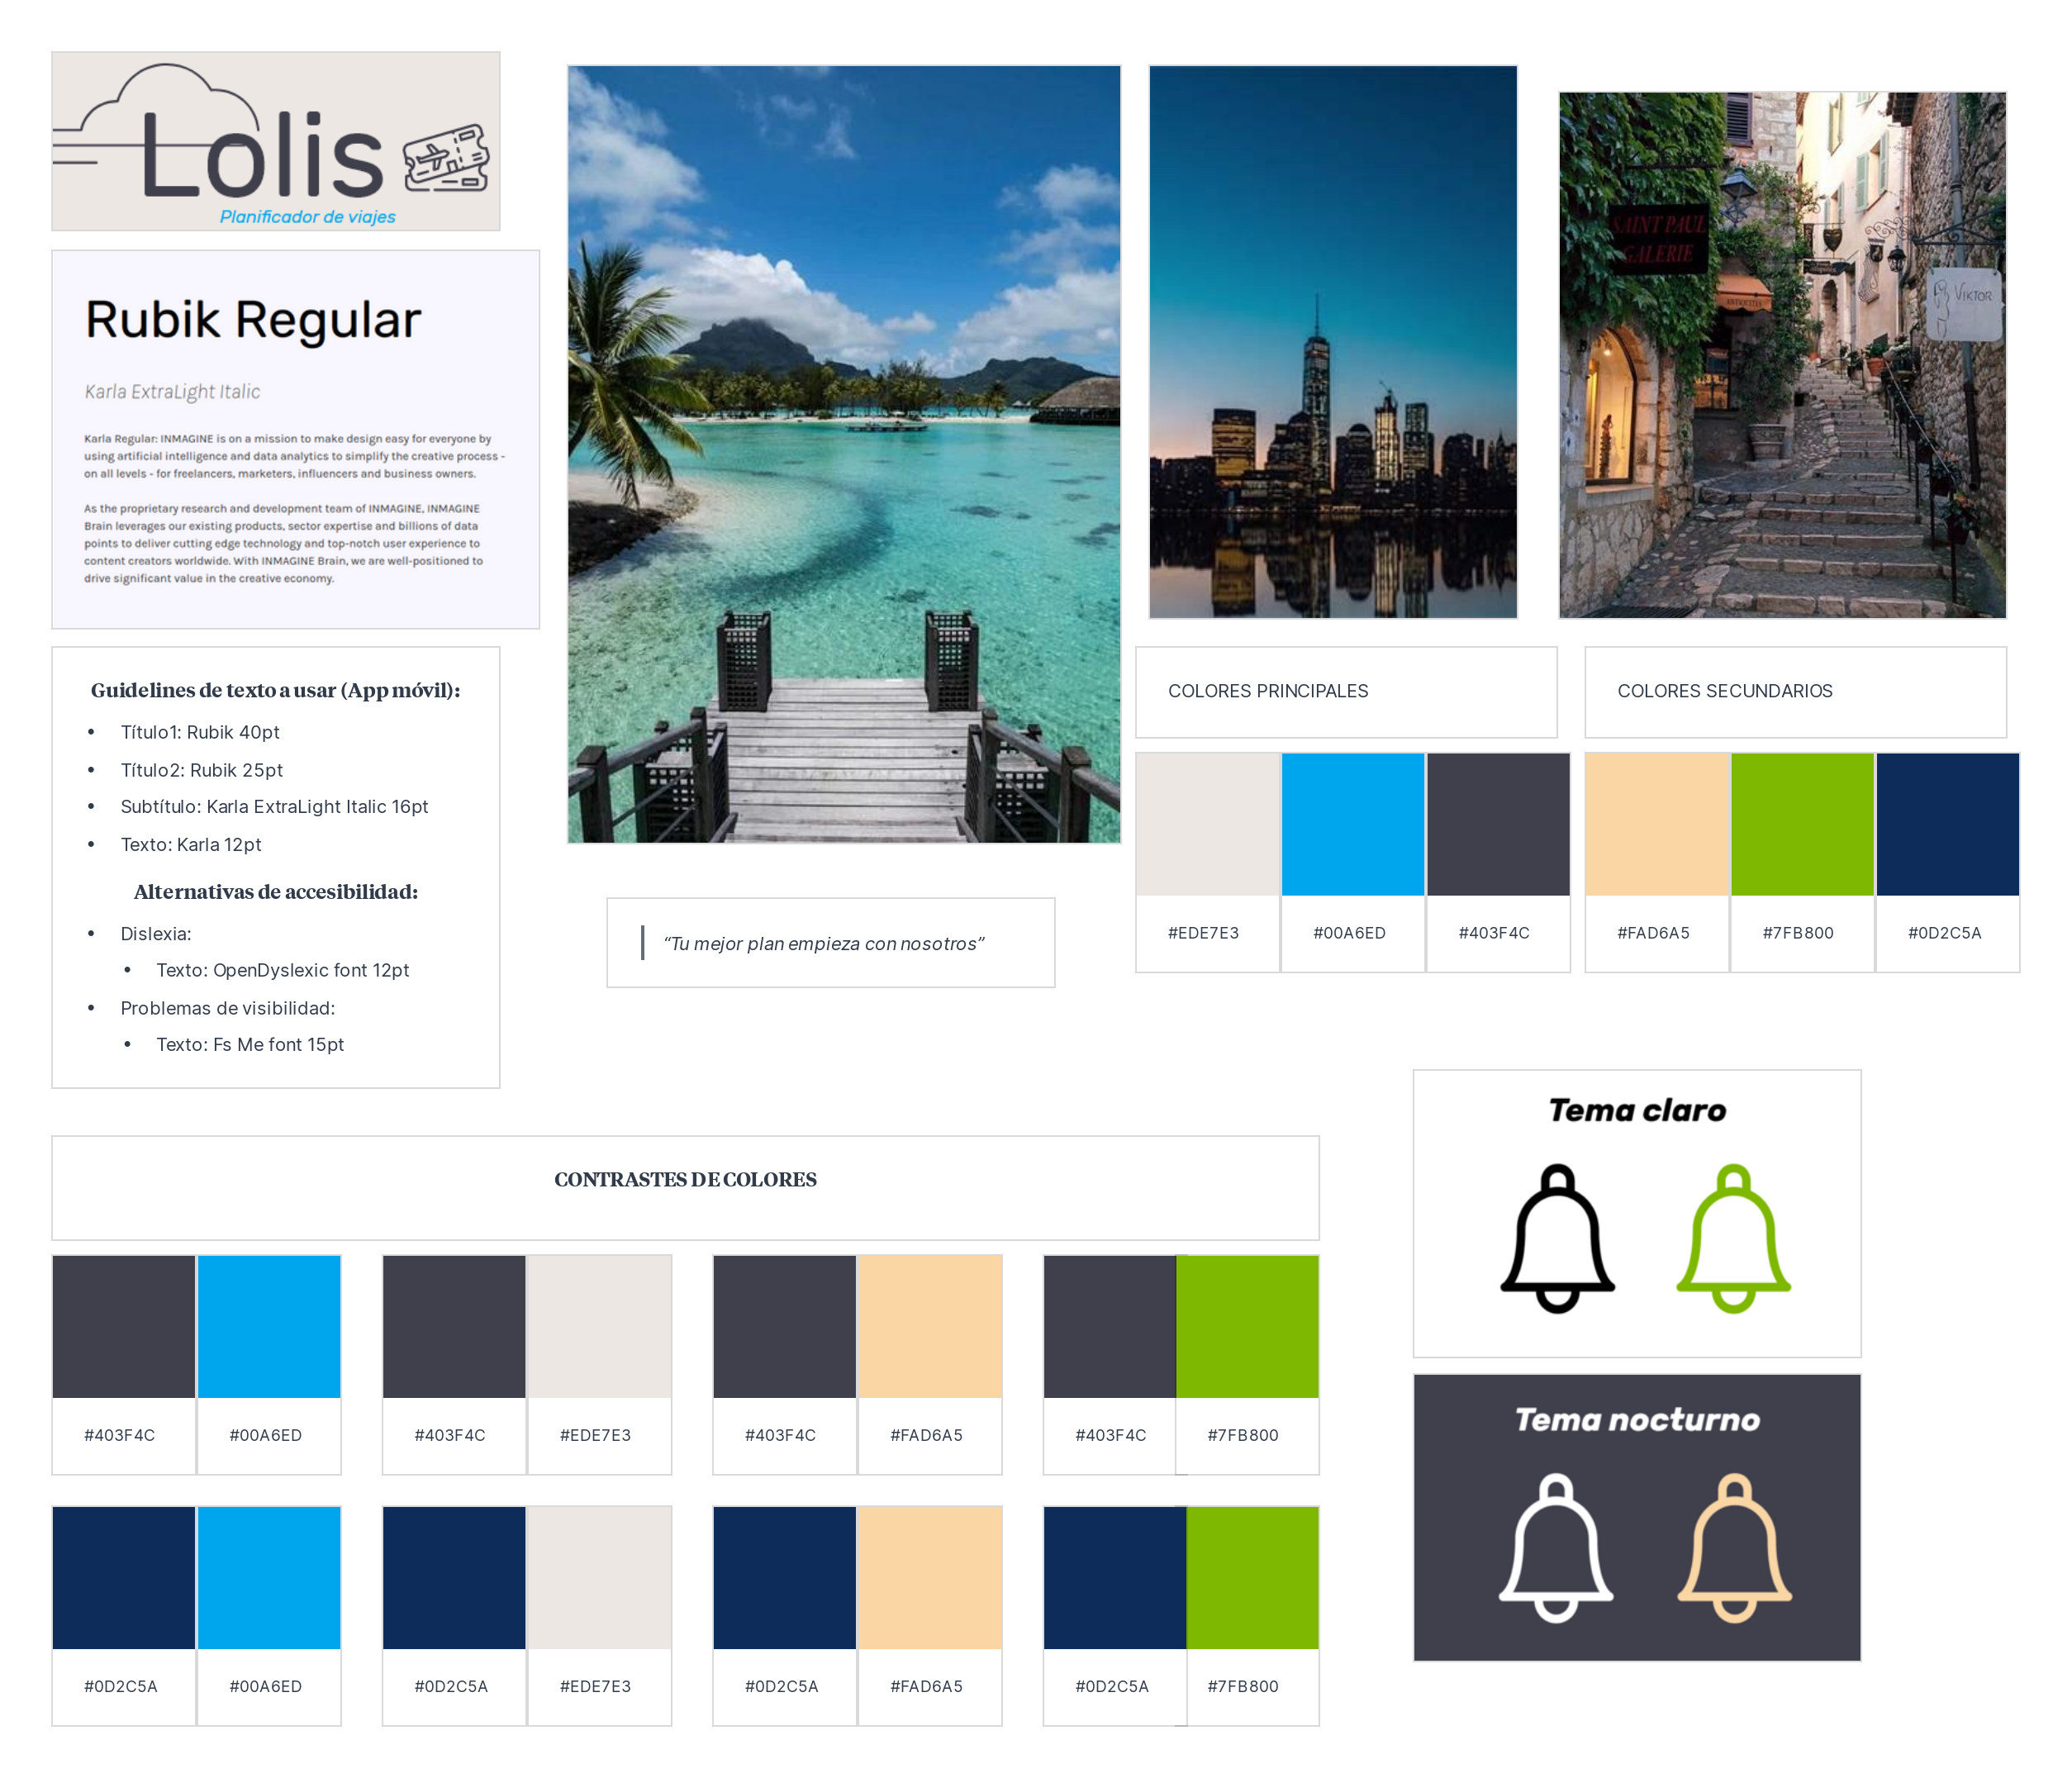 Lolis
Planificador de viajes
Rubik Regular
Karla ExtraLight Italic
Karla Regular: INMAGINE is on a mission to make design easy for everyone by
using artificial intelligence and data analytics to simplify the creative process -
on all levels - for freelancers, marketers, influencers and business owners.
As the proprietary research and development team of INMAGINE, INMAGINE
Brain leverages our existing products, sector expertise and billions of data
points to deliver cutting edge technology and top-notch user experience to
content creators worldwide. With INMAGINE Brain, we are well-positioned to
drive significant value in the creative economy.
Guidelines de texto a usar (App móvil):
• Título1: Rubik 40pt
• Título2: Rubik 25pt
• Subtítulo: Karla ExtraLight Italic 16pt
• Texto: Karla 12pt
Alternativas de accesibilidad:
• Dislexia:
• Texto: OpenDyslexic font 12pt
• Problemas de visibilidad:
• Texto: Fs Me font 15pt
“Tu mejor plan empieza con nosotros”
SAINT PAUL
GALERIE
ANTIQUITES
VIKTOR
COLORES PRINCIPALES
#EDE7E3 #00A6ED #403F4C
COLORES SECUNDARIOS
#FAD6A5 #7FB800 #0D2C5A
CONTRASTES DE COLORES
#403F4C #00A6ED #403F4C #EDE7E3 #403F4C #FAD6A5 #403F4C #7FB800
#0D2C5A #00A6ED #0D2C5A #EDE7E3 #0D2C5A #FAD6A5 #0D2C5A #7FB800
Tema claro
Tema nocturno